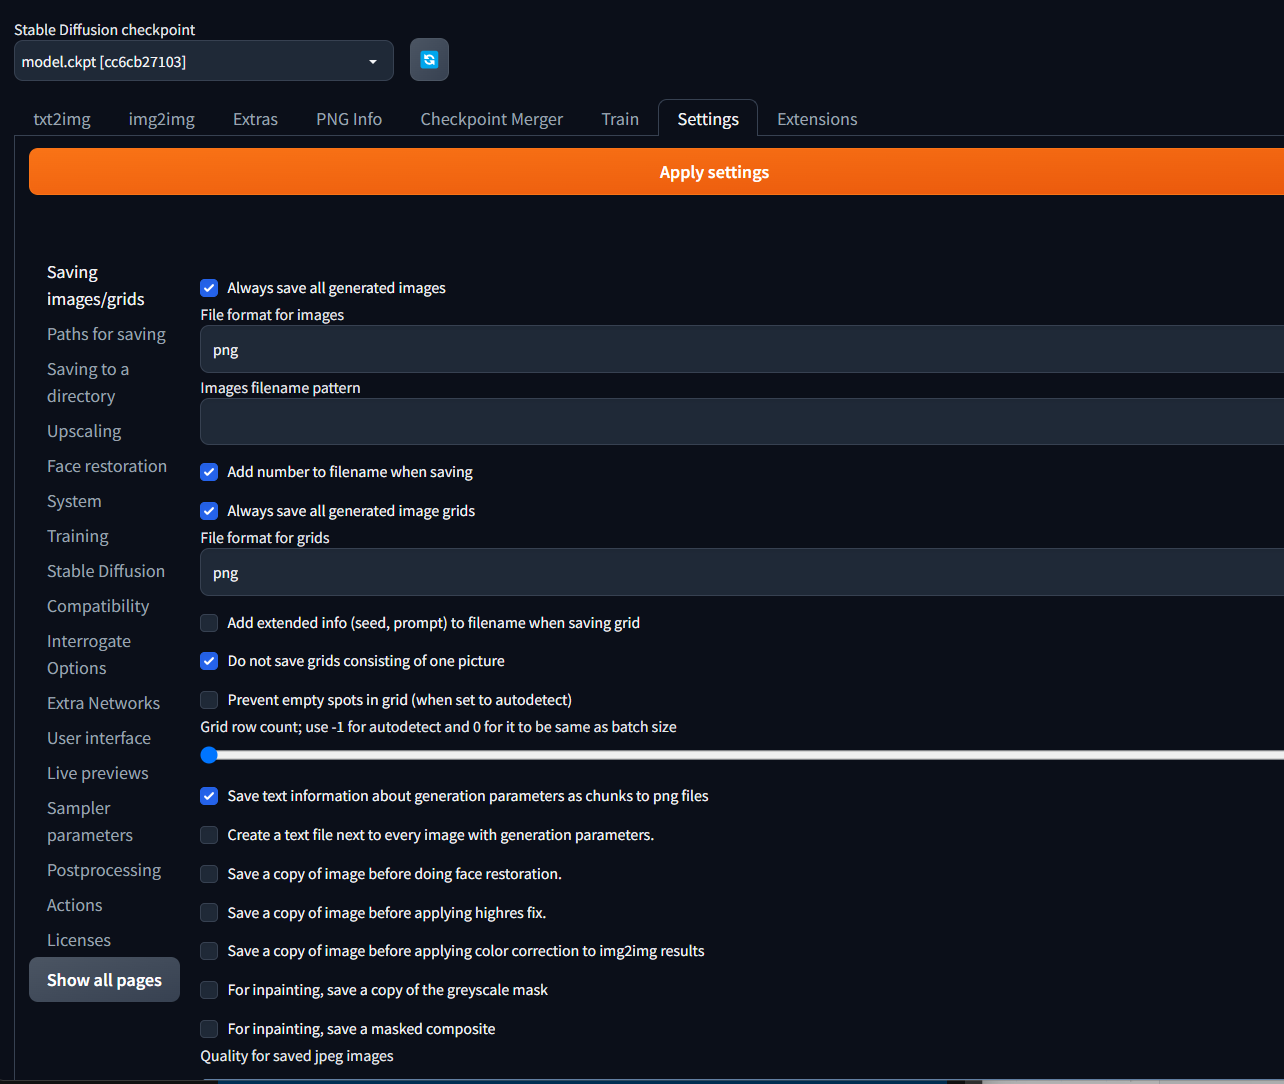 Stable Diffusion checkpoint
model.ckpt [cc6cb27103]
txt2img img2img Extras PNG Info Checkpoint Merger Train Settings Extensions
Apply settings
Saving
images/grids
Paths for saving
Saving to a
directory
Upscaling
Face restoration
System
Training
Stable Diffusion
Compatibility
Interrogate
Options
Extra Networks
User interface
Live previews
Sampler
parameters
Postprocessing
Actions
Licenses
Show all pages
Always save all generated images
File format for images
png
Images filename pattern
Add number to filename when saving
Always save all generated image grids
File format for grids
png
Add extended info (seed, prompt) to filename when saving grid
Do not save grids consisting of one picture
Prevent empty spots in grid (when set to autodetect)
Grid row count; use -1 for autodetect and 0 for it to be same as batch size
Save text information about generation parameters as chunks to png files
Create a text file next to every image with generation parameters.
Save a copy of image before doing face restoration.
Save a copy of image before applying highres fix.
Save a copy of image before applying color correction to img2img results
For inpainting, save a copy of the greyscale mask
For inpainting, save a masked composite
Quality for saved jpeg images